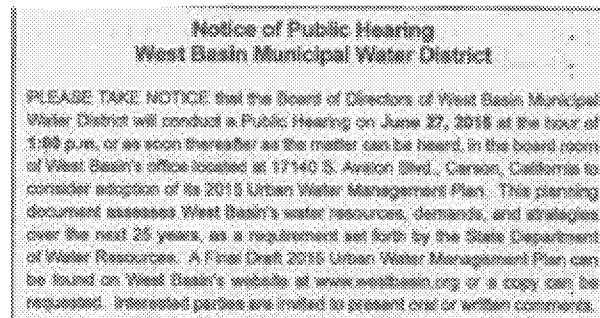 Notice of Public Hearing
West Basin Municipal Water District
PLEASE TAKE NOTICE that the Board of Directors of West Basin Municipal
Water District will conduct a Public Hearing on June 27, 2016 at the hour of
1:00 p.m. or as soon thereafter as the matter can be heard, in the board room
of West Basin's office located at 17140 S. Avalon Blvd., Carson, California to
consider adoption of its 2015 Urban Water Management Plan. This planning
document assesses West Basin's water resources, demands, and strategies
over the next 25 years, as a requirement set forth by the State Department
of Water Resources. A Final Draft 2015 Urban Water Management Plan can
be found on West Basin's website at www.westbasin.org or a copy can be
requested. Interested parties are invited to present oral or written comments.